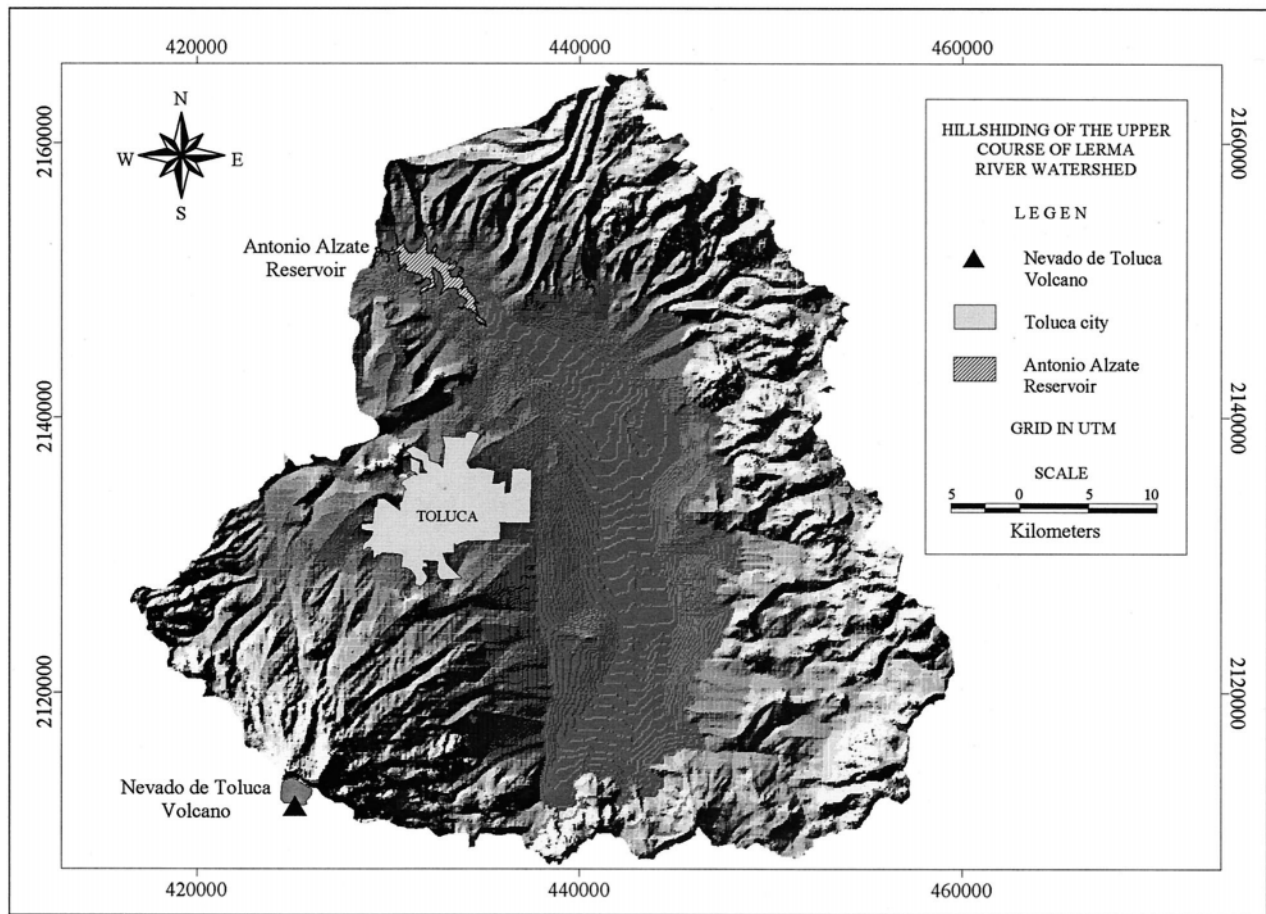 420000
440000
460000
2160000
2140000
2120000
N
W E
S
Antonio Alzate
Reservoir
TOLUCA
Nevado de Toluca
Volcano
HILLSHIDING OF THE UPPER
COURSE OF LERMA
RIVER WATERSHED
L E G E N
Nevado de Toluca
Volcano
Toluca city
Antonio Alzate
Reservoir
GRID IN UTM
SCALE
5 0 5 10
Kilometers
2160000
2140000
2120000
420000
440000
460000